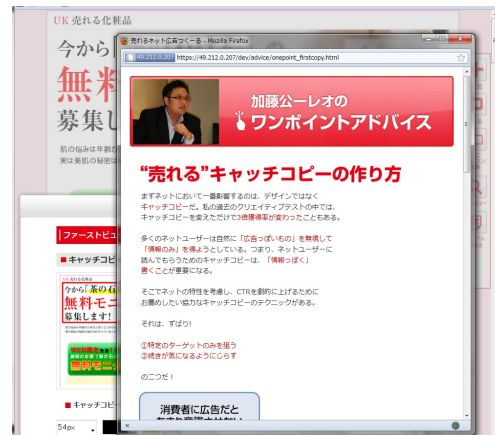 UK 売れる化粧品
今から
無料
募集し
肌の悩みは年齢
実は美肌の秘密は
売れるネット広告つくーる - Mozilla Firefox
49.212.0.207 https://49.212.0.207/dev/advice/onepoint_firstcopy.html
加藤公一レオの
ワンポイントアドバイス
“売れる”キャッチコピーの作り方
まずネットにおいて一番影響するのは、デザインではなく
キャッチコピーだ。私の過去のクリエイティブテストの中では、
キャッチコピーを変えただけで3倍獲得率が変わったこともある。
多くのネットユーザーは自然に「広告っぽいもの」を無視して
「情報のみ」を得ようとしている。つまり、ネットユーザーに
読んでもらうためのキャッチコピーは、「情報っぽく」
書くことが重要になる。
そこでネットの特性を考慮し、CTRを劇的に上げるために
お薦めしたい協力なキャッチコピーのテクニックがある。
それは、ずばり!
①特定のターゲットのみを狙う
②続きが気になるようにじらす
の二つだ!
消費者に広告だと
ファーストビュ
■ キャッチコピ
今から「茶の石
無料モニ
募集します!
無料モニ
■ キャッチコピ
54px